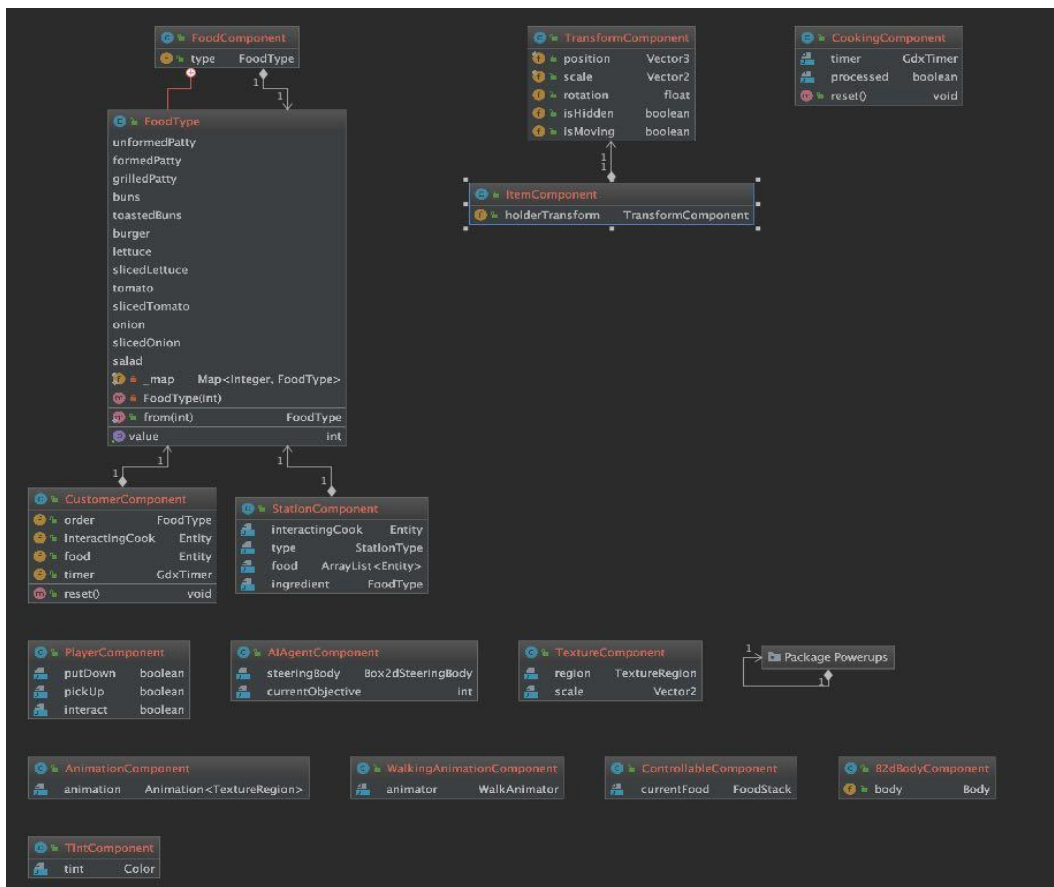 FoodComponent
type FoodType
1
1
FoodType
unformedPatty
formedPatty
grilledPatty
buns
toastedBuns
burger
lettuce
slicedLettuce
tomato
slicedTomato
onion
slicedOnion
salad
_map Map<Integer, FoodType>
FoodType(int)
from(int) FoodType
value int
1
1
1
1
CustomerComponent
order FoodType
interactingCook Entity
food Entity
timer GdxTimer
reset() void
StationComponent
interactingCook Entity
type StationType
food ArrayList<Entity>
ingredient FoodType
TransformComponent
position Vector3
scale Vector2
rotation float
isHidden boolean
isMoving boolean
1
1
ItemComponent
holderTransform TransformComponent
CookingComponent
timer GdxTimer
processed boolean
reset() void
PlayerComponent
putDown boolean
pickUp boolean
interact boolean
AIAgentComponent
steeringBody Box2dSteeringBody
currentObjective int
TextureComponent
region TextureRegion
scale Vector2
1
Package Powerups
1
AnimationComponent
animation Animation<TextureRegion>
WalkingAnimationComponent
animator WalkAnimator
ControllableComponent
currentFood FoodStack
B2dBodyComponent
body Body
TintComponent
tint Color